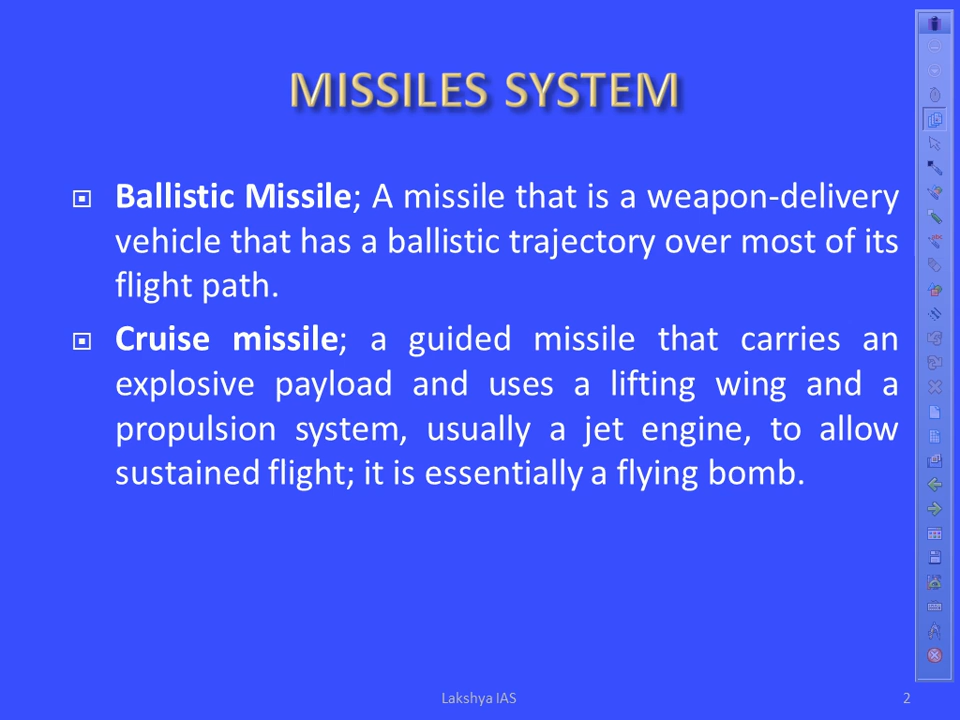 MISSILES SYSTEM
Ballistic Missile; A missile that is a weapon-delivery
vehicle that has a ballistic trajectory over most of its
flight path.
Cruise missile; a guided missile that carries an
explosive payload and uses a lifting wing and a
propulsion system, usually a jet engine, to allow
sustained flight; it is essentially a flying bomb.
Lakshya IAS
2